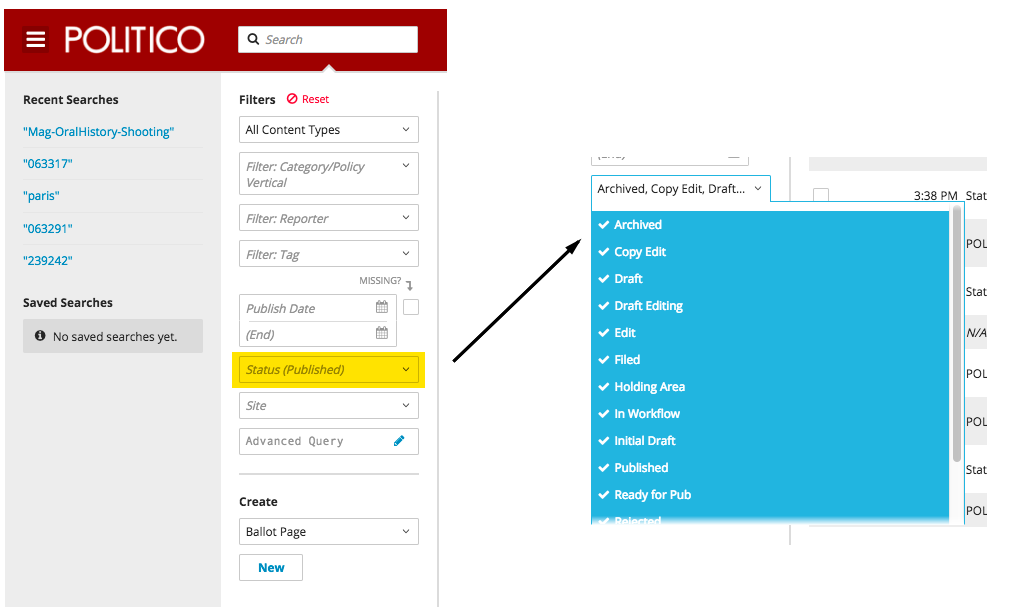 POLITICO
Search
Recent Searches
"Mag-OralHistory-Shooting"
"063317"
"paris"
"063291"
"239242"
Saved Searches
No saved searches yet.
Filters Reset
All Content Types
Filter: Category/Policy
Vertical
Filter: Reporter
Filter: Tag
MISSING?
Publish Date
(End)
Status (Published)
Site
Advanced Query
Create
Ballot Page
New
(End)
Archived, Copy Edit, Draft...
Archived
Copy Edit
Draft
Draft Editing
Edit
Filed
Holding Area
In Workflow
Initial Draft
Published
Ready for Pub
Rejected
3:38 PM Stat
POL
Stat
N/A
POL
POL
Stat
POL